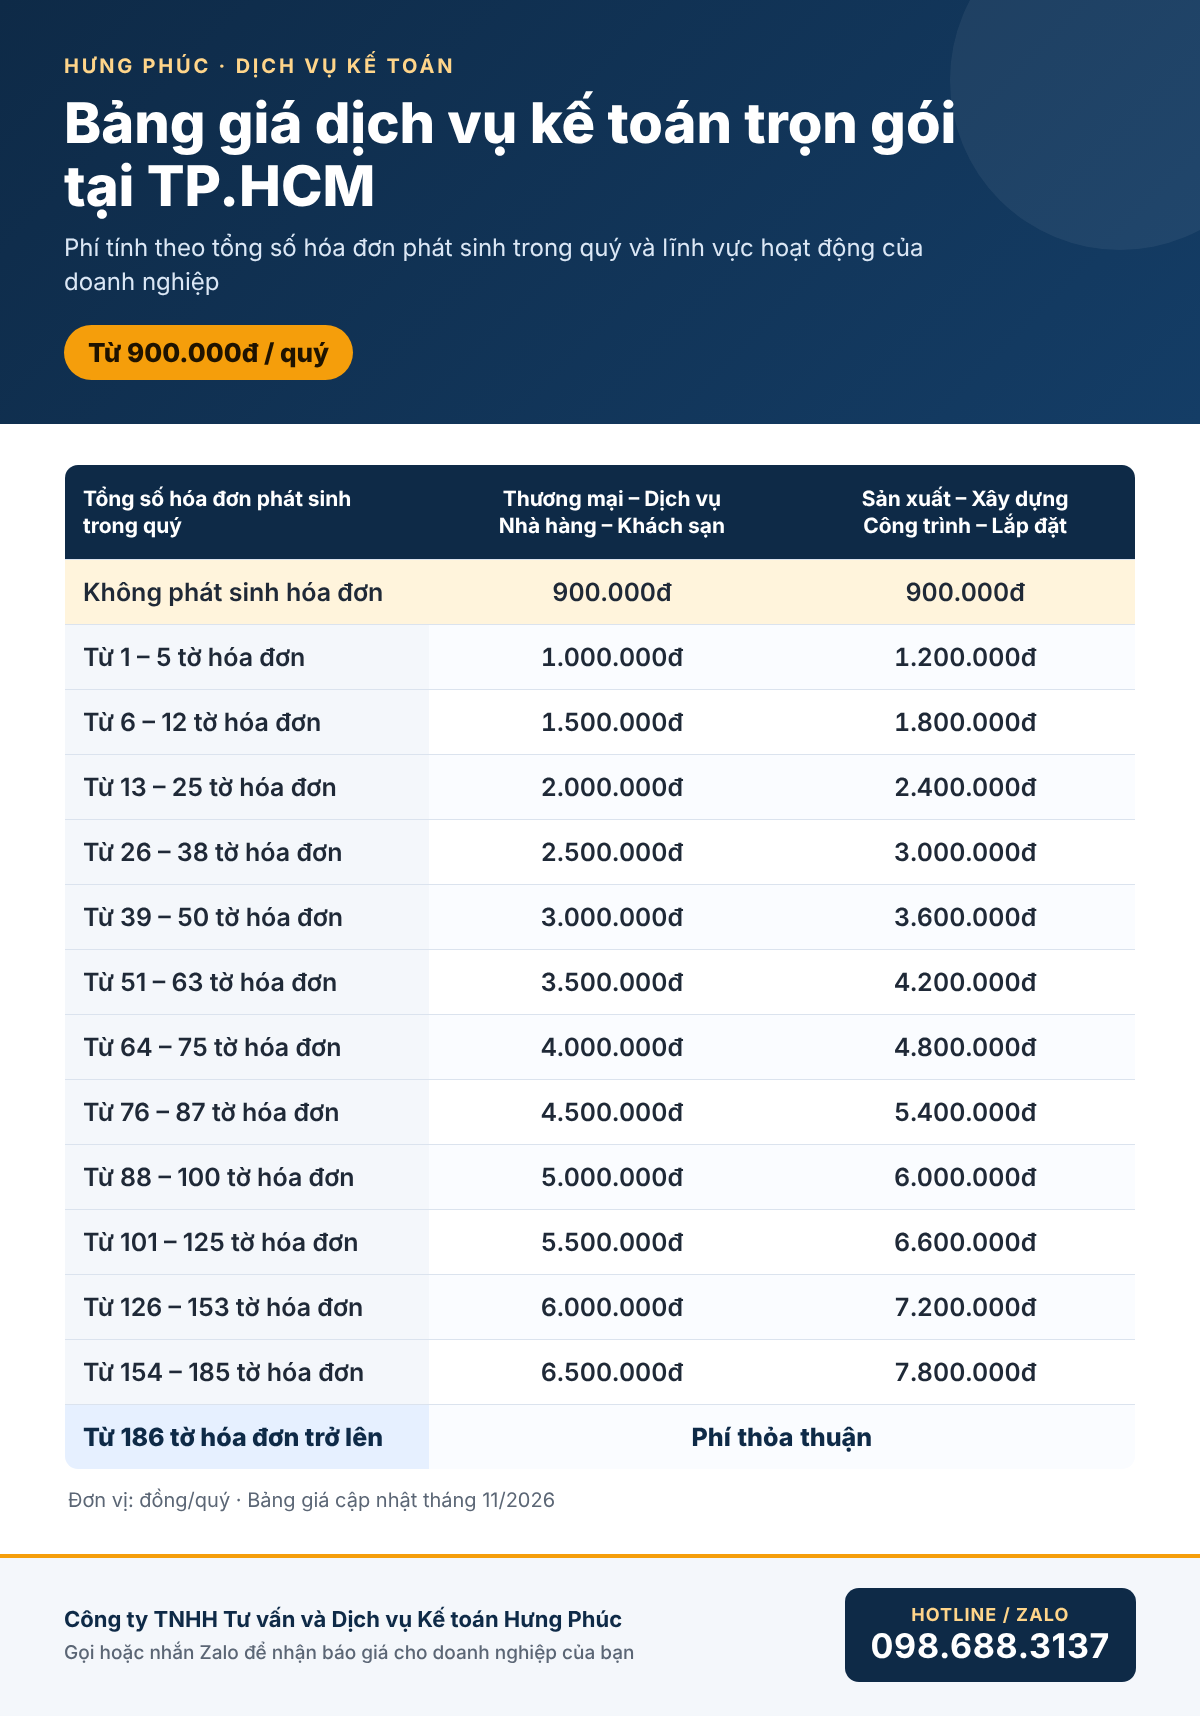 HƯNG PHÚC · DỊCH VỤ KẾ TOÁN
Bảng giá dịch vụ kế toán trọn gói
tại TP.HCM
Phí tính theo tổng số hóa đơn phát sinh trong quý và lĩnh vực hoạt động của
doanh nghiệp
Từ 900.000đ / quý
Tổng số hóa đơn phát sinh
trong quý
Thương mại – Dịch vụ
Nhà hàng – Khách sạn
Sản xuất – Xây dựng
Công trình – Lắp đặt
Không phát sinh hóa đơn 900.000đ 900.000đ
Từ 1 – 5 tờ hóa đơn 1.000.000đ 1.200.000đ
Từ 6 – 12 tờ hóa đơn 1.500.000đ 1.800.000đ
Từ 13 – 25 tờ hóa đơn 2.000.000đ 2.400.000đ
Từ 26 – 38 tờ hóa đơn 2.500.000đ 3.000.000đ
Từ 39 – 50 tờ hóa đơn 3.000.000đ 3.600.000đ
Từ 51 – 63 tờ hóa đơn 3.500.000đ 4.200.000đ
Từ 64 – 75 tờ hóa đơn 4.000.000đ 4.800.000đ
Từ 76 – 87 tờ hóa đơn 4.500.000đ 5.400.000đ
Từ 88 – 100 tờ hóa đơn 5.000.000đ 6.000.000đ
Từ 101 – 125 tờ hóa đơn 5.500.000đ 6.600.000đ
Từ 126 – 153 tờ hóa đơn 6.000.000đ 7.200.000đ
Từ 154 – 185 tờ hóa đơn 6.500.000đ 7.800.000đ
Từ 186 tờ hóa đơn trở lên Phí thỏa thuận
Đơn vị: đồng/quý · Bảng giá cập nhật tháng 11/2026
Công ty TNHH Tư vấn và Dịch vụ Kế toán Hưng Phúc
Gọi hoặc nhắn Zalo để nhận báo giá cho doanh nghiệp của bạn
HOTLINE / ZALO
098.688.3137